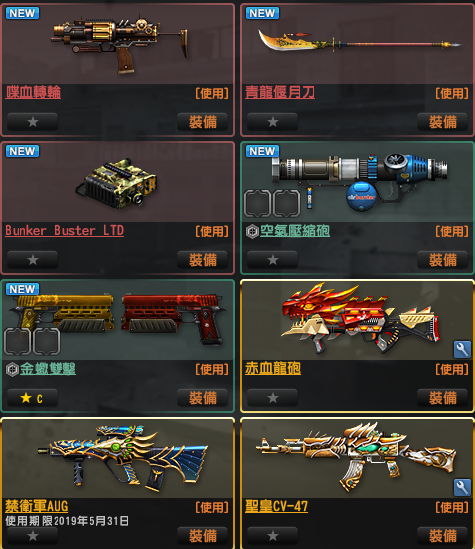 NEW NEW
喋血轉輪 [使用] 青龍偃月刀 [使用]
裝備 裝備
NEW NEW
Bunker Buster LTD [使用] 空氣壓縮砲 [使用]
裝備 裝備
NEW
金蠍雙擊 [使用] 赤血龍砲 [使用]
★ C 裝備 裝備
禁衛軍AUG [使用] 聖皇CV-47 [使用]
使用期限2019年5月31日
裝備 裝備